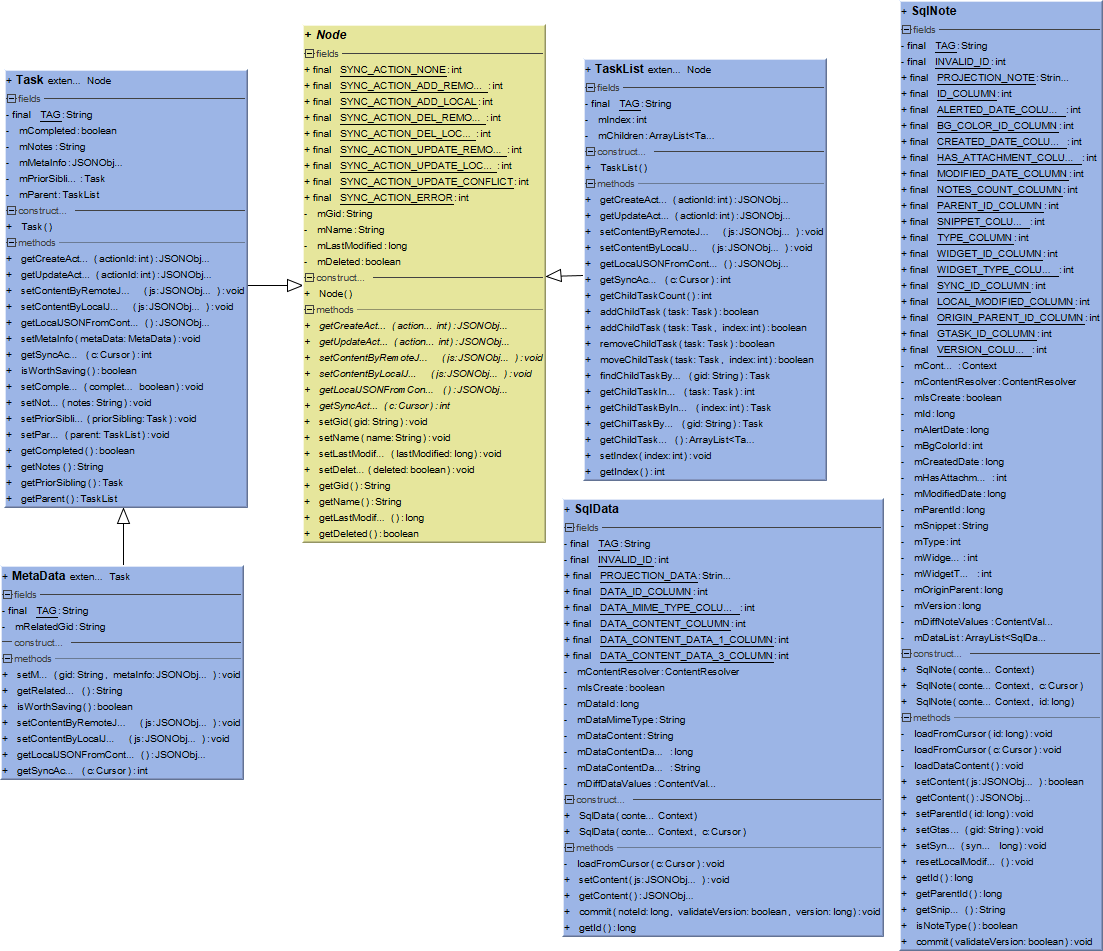 + Task exten... Node
fields
- final TAG: String
- mCompleted: boolean
- mNotes: String
- mMetaInfo: JSONObj...
- mPriorSibli... : Task
- mParent: TaskList
construct...
+ Task ( )
methods
+ getCreateAct... ( actionId: int): JSONObj...
+ getUpdateAct... ( actionId: int): JSONObj...
+ setContentByRemoteJ... (js: JSONObj... ): void
+ setContentByLocalJ... (js: JSONObj... ): void
+ getLocalJSONFromCont... ( ): JSONObj...
+ setMetaInfo( metaData: MetaData) : void
+ getSyncAc... ( c: Cursor) : int
+ isWorthSaving( ) : boolean
+ setComple... ( complet... boolean) : void
+ setNot... ( notes: String) : void
+ setPriorSibli... ( priorSibling: Task) : void
+ setPar... ( parent: TaskList) : void
+ getCompleted( ) : boolean
+ getNotes( ) : String
+ getPriorSibling( ) : Task
+ getParent( ) : TaskList
+ MetaData exten... Task
fields
- final TAG: String
- mRelatedGid: String
construct...
methods
+ setM... ( gid: String, metaInfo: JSONObj... ): void
+ getRelated... ( ): String
+ isWorthSaving( ): boolean
+ setContentByRemoteJ... (js: JSONObj... ): void
+ setContentByLocalJ... (js: JSONObj... ): void
+ getLocalJSONFromCont... ( ): JSONObj...
+ getSyncAc... ( c: Cursor) : int
+ Node
fields
+ final SYNC_ACTION_NONE: int
+ final SYNC_ACTION_ADD_REMO... : int
+ final SYNC_ACTION_ADD_LOCAL: int
+ final SYNC_ACTION_DEL_REMO... : int
+ final SYNC_ACTION_DEL_LOC... : int
+ final SYNC_ACTION_UPDATE_REMO... : int
+ final SYNC_ACTION_UPDATE_LOC... : int
+ final SYNC_ACTION_UPDATE_CONFLICT: int
+ final SYNC_ACTION_ERROR: int
- mGid: String
- mName: String
- mLastModified: long
- mDeleted: boolean
construct...
+ Node( )
methods
+ getCreateAct... ( action... int): JSONObj...
+ getUpdateAct... ( action... int): JSONObj...
+ setContentByRemoteJ... (js: JSONObj... ): void
+ setContentByLocalJ... (js: JSONObj... ): void
+ getLocalJSONFromCon... ( ): JSONObj...
+ getSyncAct... ( c: Cursor): int
+ setGid( gid: String) : void
+ setName( name: String) : void
+ setLastModif... ( lastModified: long) : void
+ setDelet... ( deleted: boolean) : void
+ getGid( ) : String
+ getName( ) : String
+ getLastModif... ( ) : long
+ getDeleted( ) : boolean
+ TaskList exten... Node
fields
- final TAG: String
- mIndex: int
- mChildren: ArrayList<Ta...
construct...
+ TaskList( )
methods
+ getCreateAct... ( actionId: int): JSONObj...
+ getUpdateAct... ( actionId: int): JSONObj...
+ setContentByRemoteJ... (js: JSONObj... ): void
+ setContentByLocalJ... (js: JSONObj... ): void
+ getLocalJSONFromCont... ( ): JSONObj...
+ getSyncAc... ( c: Cursor) : int
+ getChildTaskCount( ) : int
+ addChildTask( task: Task) : boolean
+ addChildTask( task: Task, index: int) : boolean
+ removeChildTask( task: Task) : boolean
+ moveChildTask( task: Task, index: int) : boolean
+ findChildTaskBy... ( gid: String) : Task
+ getChildTaskIn... ( task: Task) : int
+ getChildTaskByIn... ( index: int) : Task
+ getChilTaskBy... ( gid: String) : Task
+ getChildTask... ( ): ArrayList<Ta...
+ setIndex( index: int) : void
+ getIndex( ) : int
+ SqlData
fields
- final TAG: String
- final INVALID_ID: int
+ final PROJECTION_DATA: Strin...
+ final DATA_ID_COLUMN: int
+ final DATA_MIME_TYPE_COLU... : int
+ final DATA_CONTENT_COLUMN: int
+ final DATA_CONTENT_DATA_1_COLUMN: int
+ final DATA_CONTENT_DATA_3_COLUMN: int
- mContentResolver: ContentResolver
- mIsCreate: boolean
- mDataId: long
- mDataMimeType: String
- mDataContent: String
- mDataContentDa... : long
- mDataContentDa... : String
- mDiffDataValues: ContentVal...
construct...
+ SqlData( conte... Context)
+ SqlData( conte... Context, c: Cursor)
methods
- loadFromCursor( c: Cursor) : void
+ setContent( js: JSONObj... ) : void
+ getContent( ) : JSONObj...
+ commit( noteId: long, validateVersion: boolean, version: long) : void
+ getId( ) : long
+ SqlNote
fields
- final TAG: String
- final INVALID_ID: int
+ final PROJECTION_NOTE: Strin...
+ final ID_COLUMN: int
+ final ALERTED_DATE_COLU... : int
+ final BG_COLOR_ID_COLUMN: int
+ final CREATED_DATE_COLU... : int
+ final HAS_ATTACHMENT_COLU... : int
+ final MODIFIED_DATE_COLUMN: int
+ final NOTES_COUNT_COLUMN: int
+ final PARENT_ID_COLUMN: int
+ final SNIPPET_COLU... : int
+ final TYPE_COLUMN: int
+ final WIDGET_ID_COLUMN: int
+ final WIDGET_TYPE_COLU... : int
+ final SYNC_ID_COLUMN: int
+ final LOCAL_MODIFIED_COLUMN: int
+ final ORIGIN_PARENT_ID_COLUMN: int
+ final GTASK_ID_COLUMN: int
+ final VERSION_COLU... : int
- mCont... : Context
- mContentResolver: ContentResolver
- mIsCreate: boolean
- mId: long
- mAlertDate: long
- mBgColorId: int
- mCreatedDate: long
- mHasAttachm... : int
- mModifiedDate: long
- mParentId: long
- mSnippet: String
- mType: int
- mWidge... : int
- mWidgetT... : int
- mOriginParent: long
- mVersion: long
- mDiffNoteValues: ContentVal...
- mDataList: ArrayList<SqlDa...
construct...
+ SqlNote( conte... Context)
+ SqlNote( conte... Context, c: Cursor)
+ SqlNote( conte... Context, id: long)
methods
- loadFromCursor( id: long) : void
- loadFromCursor( c: Cursor) : void
- loadDataContent( ) : void
+ setContent( js: JSONObj... ) : boolean
+ getContent( ) : JSONObj...
+ setParentId( id: long) : void
+ setGtas... ( gid: String) : void
+ setSyn... ( syn... long) : void
+ resetLocalModif... ( ) : void
+ getId( ) : long
+ getParentId( ) : long
+ getSnip... ( ) : String
+ isNoteType( ) : boolean
+ commit( validateVersion: boolean) : void